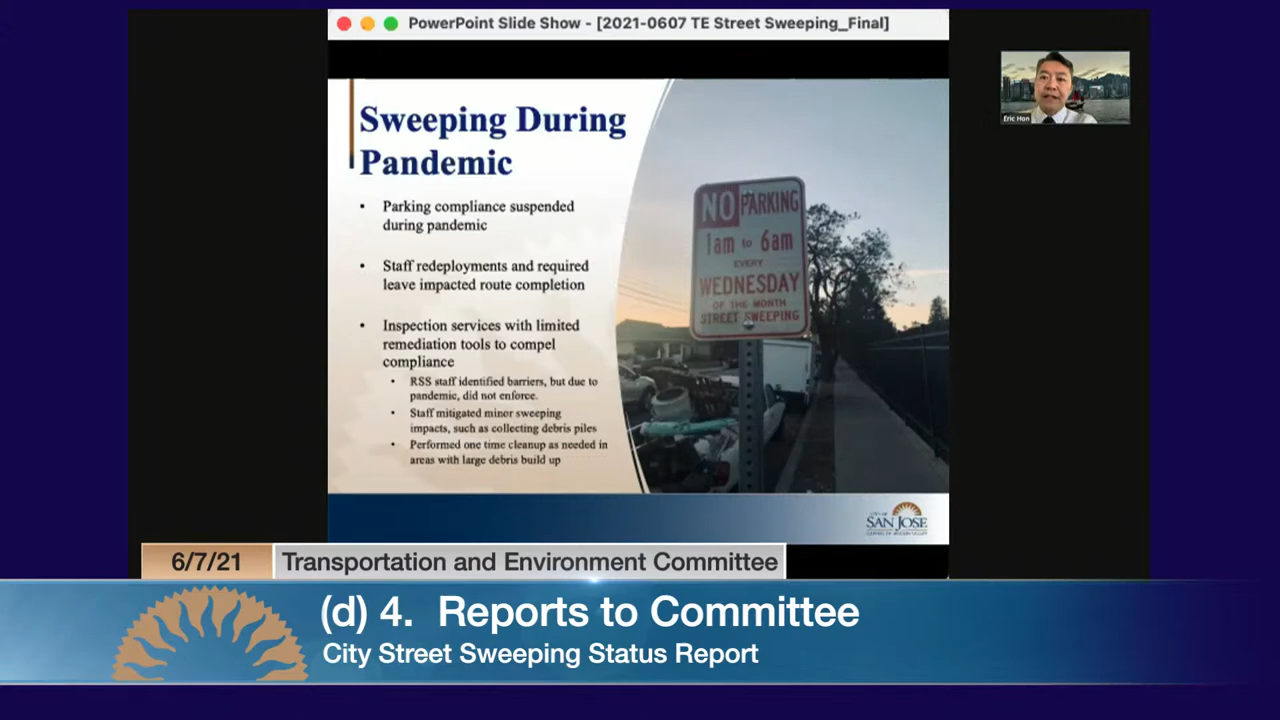 PowerPoint Slide Show - [2021-0607 TE Street Sweeping_Final]
Sweeping During
Pandemic
• Parking compliance suspended
during pandemic
• Staff redeployments and required
leave impacted route completion
• Inspection services with limited
remediation tools to compel
compliance
• RSS staff identified barriers, but due to
pandemic, did not enforce.
• Staff mitigated minor sweeping
impacts, such as collecting debris piles
• Performed one time cleanup as needed in
areas with large debris build up
NO PARKING
1am to 6am
EVERY
WEDNESDAY
OF THE MONTH
STREET SWEEPING
Eric Hon
CITY OF
SAN JOSE
6/7/21
Transportation and Environment Committee
(d) 4. Reports to Committee
City Street Sweeping Status Report